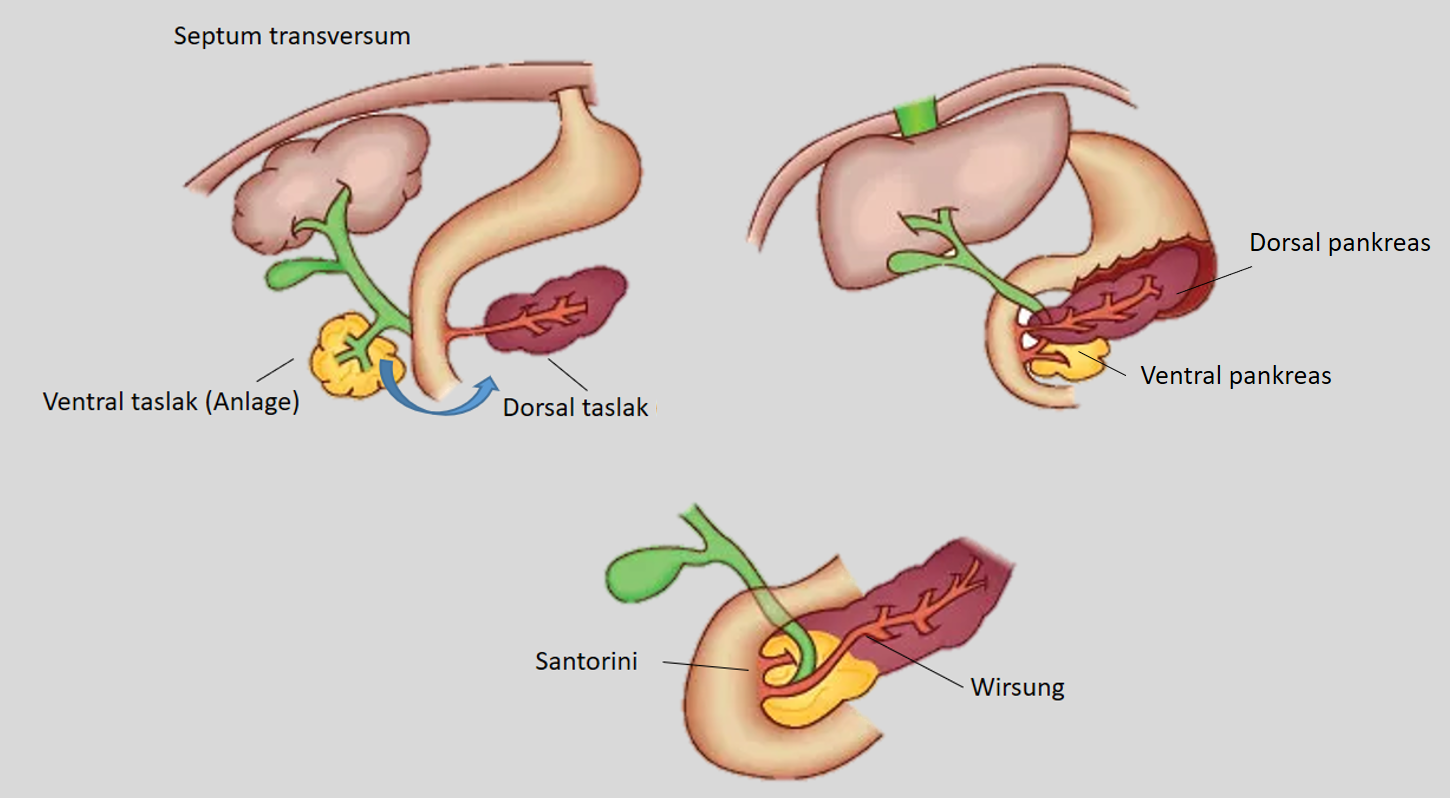 Septum transversum
Dorsal pankreas
Ventral pankreas
Ventral taslak (Anlage)
Dorsal taslak
Santorini
Wirsung